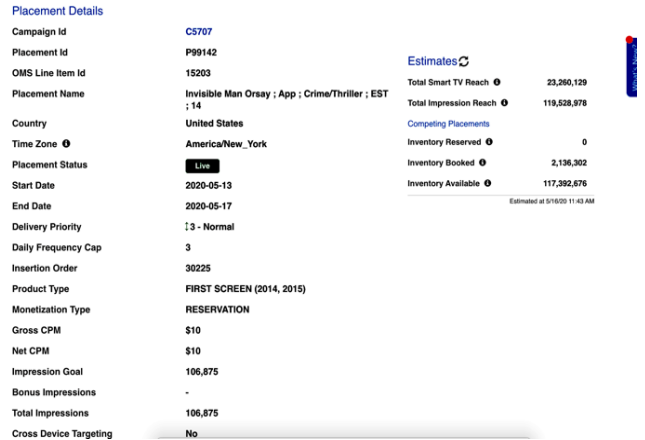 Placement Details
Campaign Id C5707
Placement Id P99142
OMS Line Item Id 15203
Placement Name Invisible Man Orsay ; App ; Crime/Thriller ; EST
; 14
Country United States
Time Zone America/New_York
Placement Status Live
Start Date 2020-05-13
End Date 2020-05-17
Delivery Priority 3 - Normal
Daily Frequency Cap 3
Insertion Order 30225
Product Type FIRST SCREEN (2014, 2015)
Monetization Type RESERVATION
Gross CPM $10
Net CPM $10
Impression Goal 106,875
Bonus Impressions -
Total Impressions 106,875
Cross Device Targeting No
Estimates
Total Smart TV Reach 23,260,129
Total Impression Reach 119,528,978
Competing Placements
Inventory Reserved 0
Inventory Booked 2,136,302
Inventory Available 117,392,676
Estimated at 5/16/20 11:43 AM
What's New?